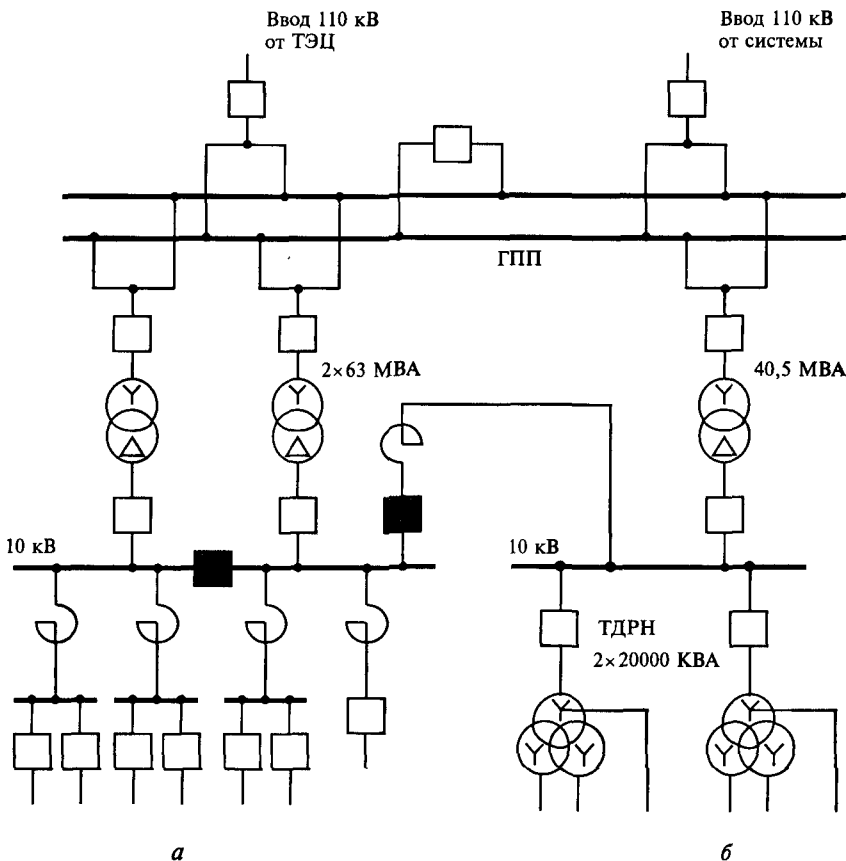 Ввод 110 кВ
от ТЭЦ
Ввод 110 кВ
от системы
ГПП
2×63 МВА
40,5 МВА
10 кВ
10 кВ
ТДРН
2×20000 КВА
а
б